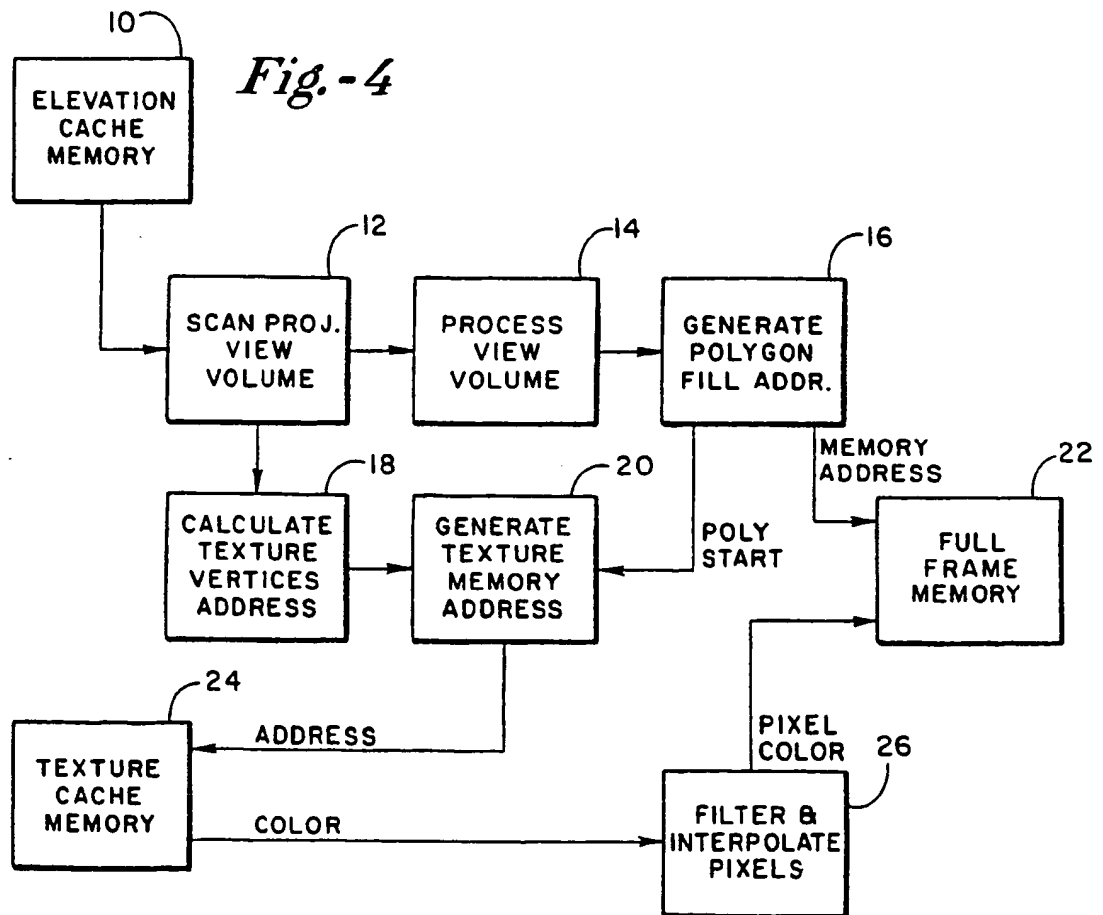 10
Fig.-4
ELEVATION
CACHE
MEMORY
12
14
16
SCAN PROJ.
VIEW
VOLUME
PROCESS
VIEW
VOLUME
GENERATE
POLYGON
FILL ADDR.
18
20
MEMORY
ADDRESS
22
CALCULATE
TEXTURE
VERTICES
ADDRESS
GENERATE
TEXTURE
MEMORY
ADDRESS
POLY
START
FULL
FRAME
MEMORY
24
ADDRESS
PIXEL
COLOR
26
TEXTURE
CACHE
MEMORY
COLOR
FILTER &
INTERPOLATE
PIXELS